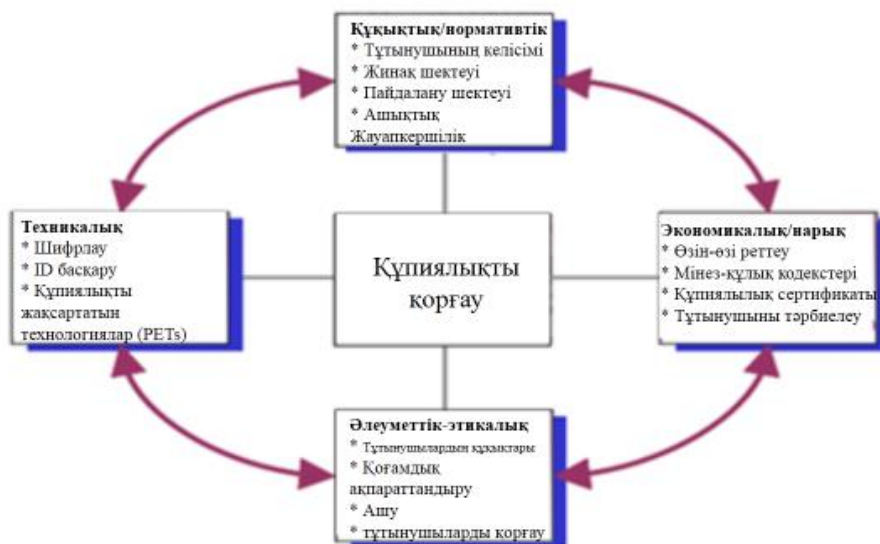 Құқықтық/нормативтік
* Тұтынушының келісімі
* Жинақ шектеуі
* Пайдалану шектеуі
* Ашықтық
Жауапкершілік
Техникалық
* Шифрлау
* ID басқару
* Құпиялықты
жақсартатын
технологиялар (PETs)
Құпиялықты
қорғау
Экономикалық/нарық
* Өзін-өзі реттеу
* Мінез-құлық кодекстері
* Құпиялылық сертификаты
* Тұтынушыны тәрбиелеу
Әлеуметтік-этикалық
* Тұтынушылардың құқықтары
* Қоғамдық
ақпараттандыру
* Ашу
* тұтынушыларды қорғау